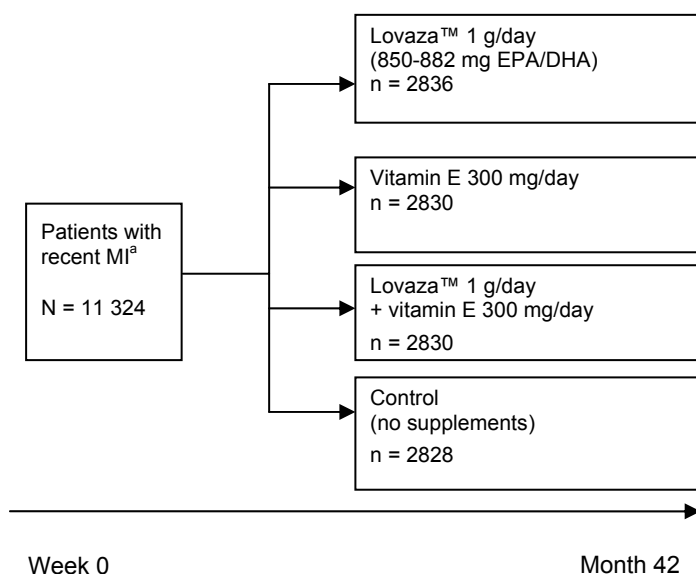 Lovaza™ 1 g/day
(850-882 mg EPA/DHA)
n = 2836
Vitamin E 300 mg/day
n = 2830
Patients with
recent MIᵃ
N = 11 324
Lovaza™ 1 g/day
+ vitamin E 300 mg/day
n = 2830
Control
(no supplements)
n = 2828
Week 0
Month 42